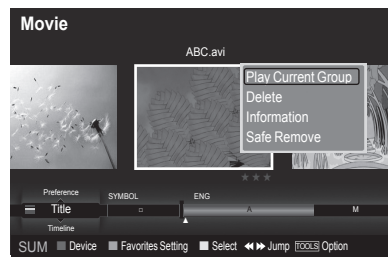 Movie
ABC.avi
Play Current Group
Delete
Information
Safe Remove
Preference
SYMBOL ENG
Title A M
Timeline
SUM Device Favorites Setting Select Jump TOOLS Option